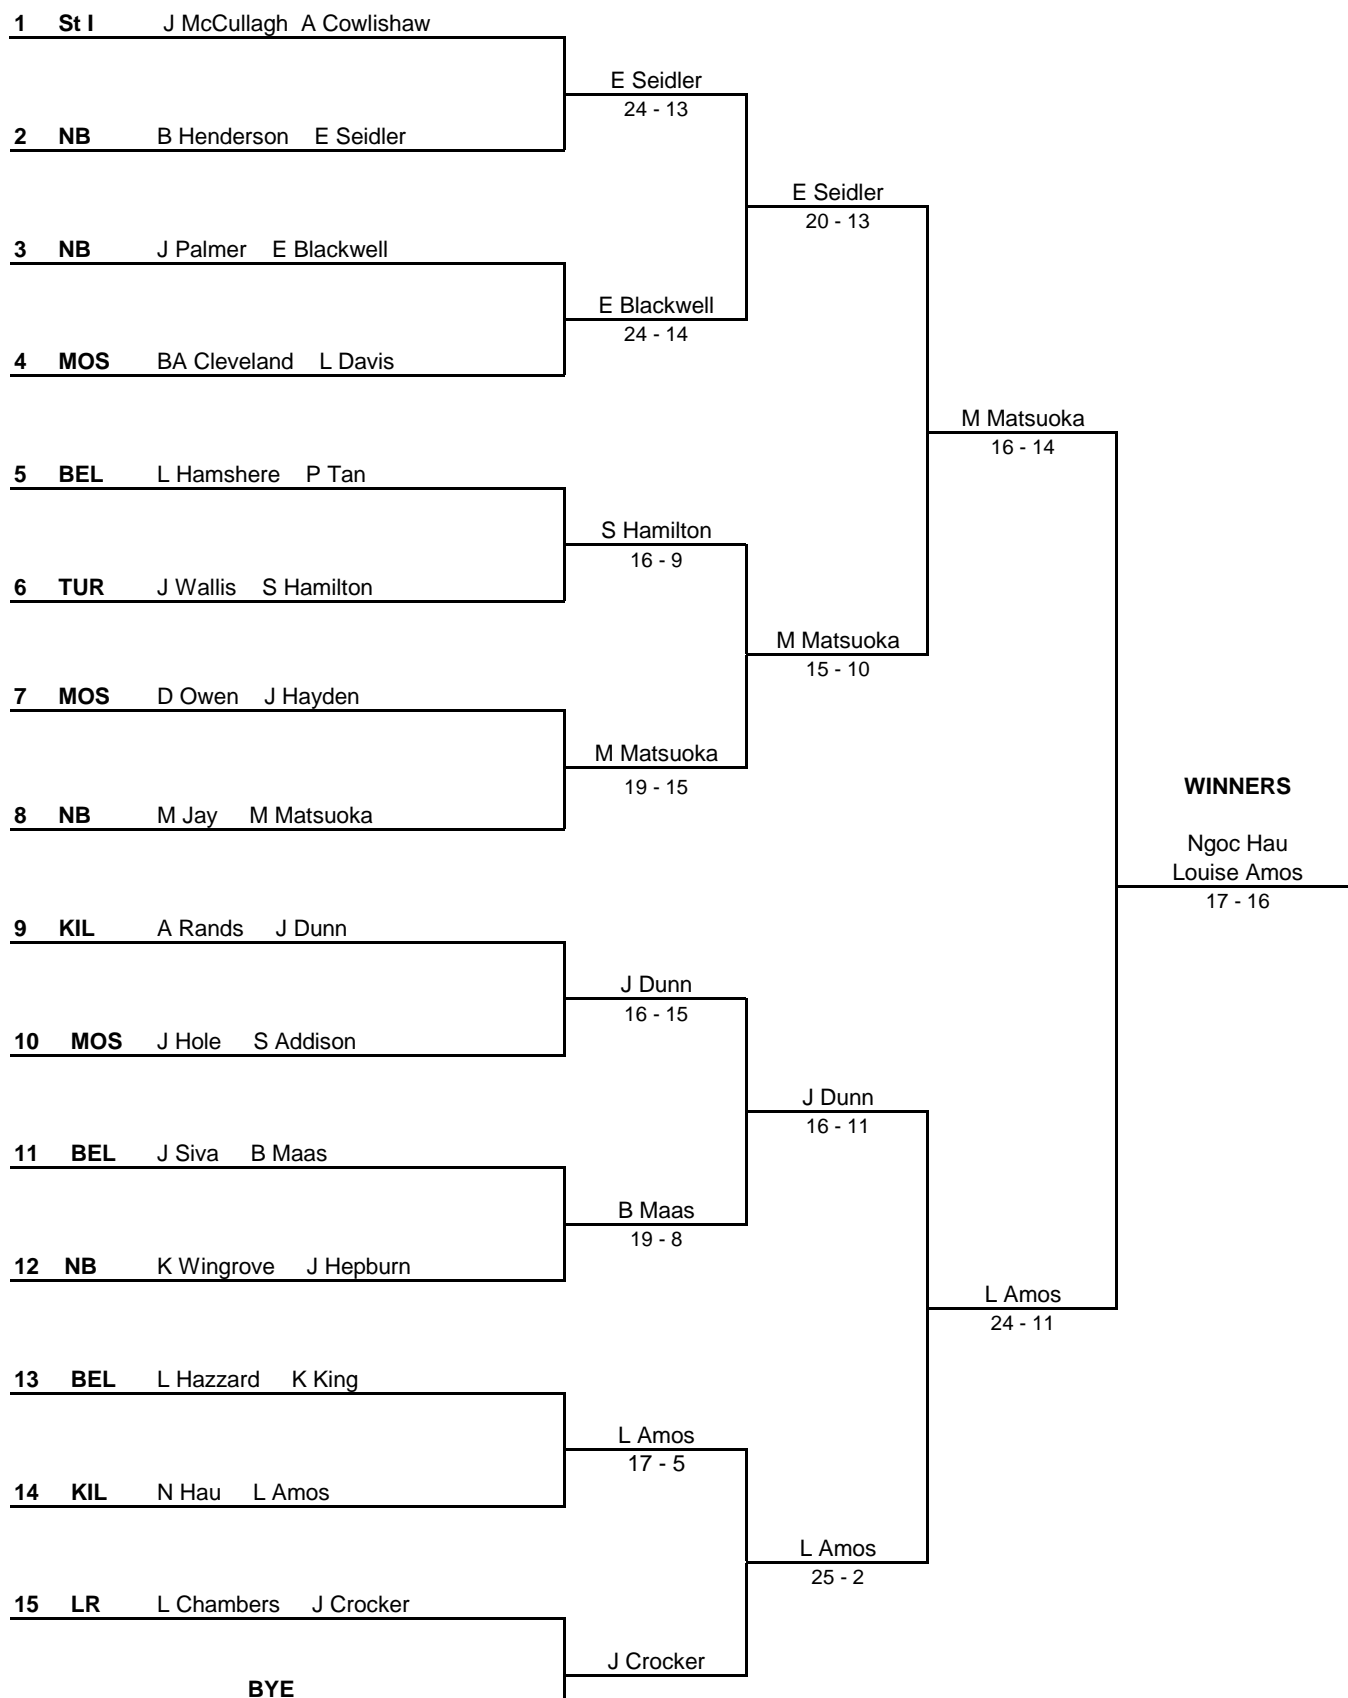 1 St I J McCullagh A Cowlishaw
E Seidler
24 - 13
2 NB B Henderson E Seidler
E Seidler
20 - 13
3 NB J Palmer E Blackwell
E Blackwell
24 - 14
4 MOS BA Cleveland L Davis
M Matsuoka
16 - 14
5 BEL L Hamshere P Tan
S Hamilton
16 - 9
6 TUR J Wallis S Hamilton
M Matsuoka
15 - 10
7 MOS D Owen J Hayden
M Matsuoka
19 - 15
WINNERS
8 NB M Jay M Matsuoka
Ngoc Hau
Louise Amos
17 - 16
9 KIL A Rands J Dunn
J Dunn
16 - 15
10 MOS J Hole S Addison
J Dunn
16 - 11
11 BEL J Siva B Maas
B Maas
19 - 8
12 NB K Wingrove J Hepburn
L Amos
24 - 11
13 BEL L Hazzard K King
L Amos
17 - 5
14 KIL N Hau L Amos
L Amos
25 - 2
15 LR L Chambers J Crocker
J Crocker
BYE